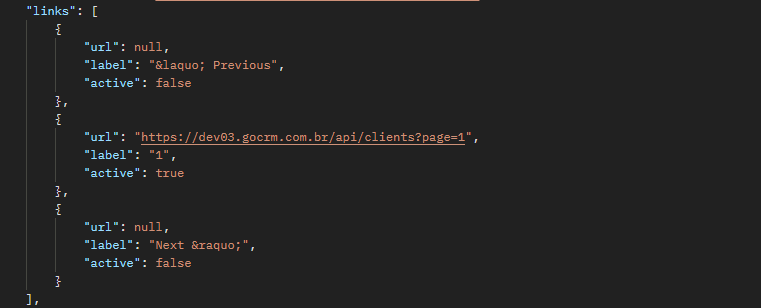 "links": [
{
"url": null,
"label": "&laquo; Previous",
"active": false
},
{
"url": "https://dev03.gocrm.com.br/api/clients?page=1",
"label": "1",
"active": true
},
{
"url": null,
"label": "Next &raquo;",
"active": false
}
],